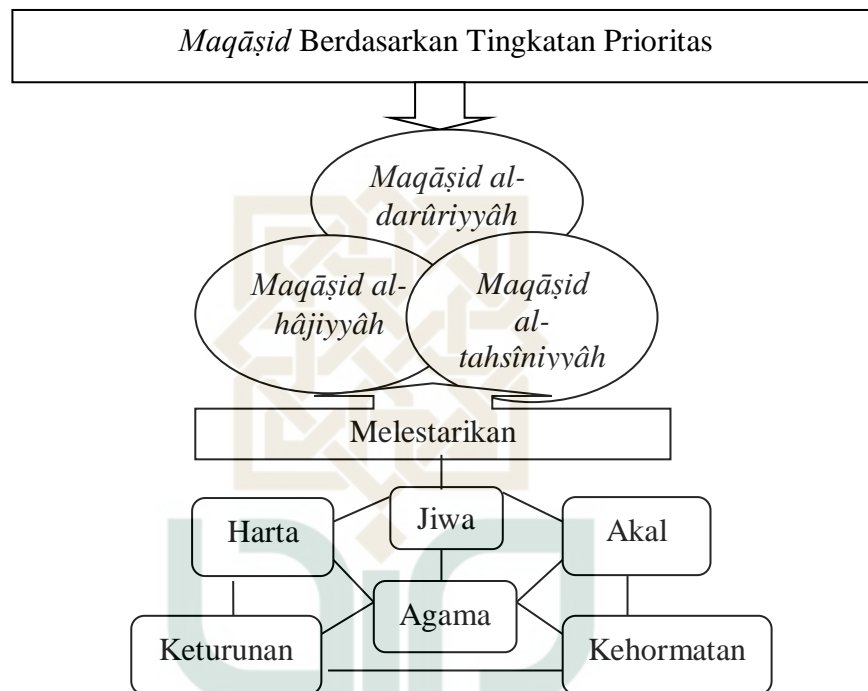 Maqāṣid Berdasarkan Tingkatan Prioritas
Maqāṣid al-
darûriyyâh
Maqāṣid al-
hâjiyyâh
Maqāṣid
al-
tahsîniyyâh
Melestarikan
Harta
Jiwa
Akal
Keturunan
Agama
Kehormatan